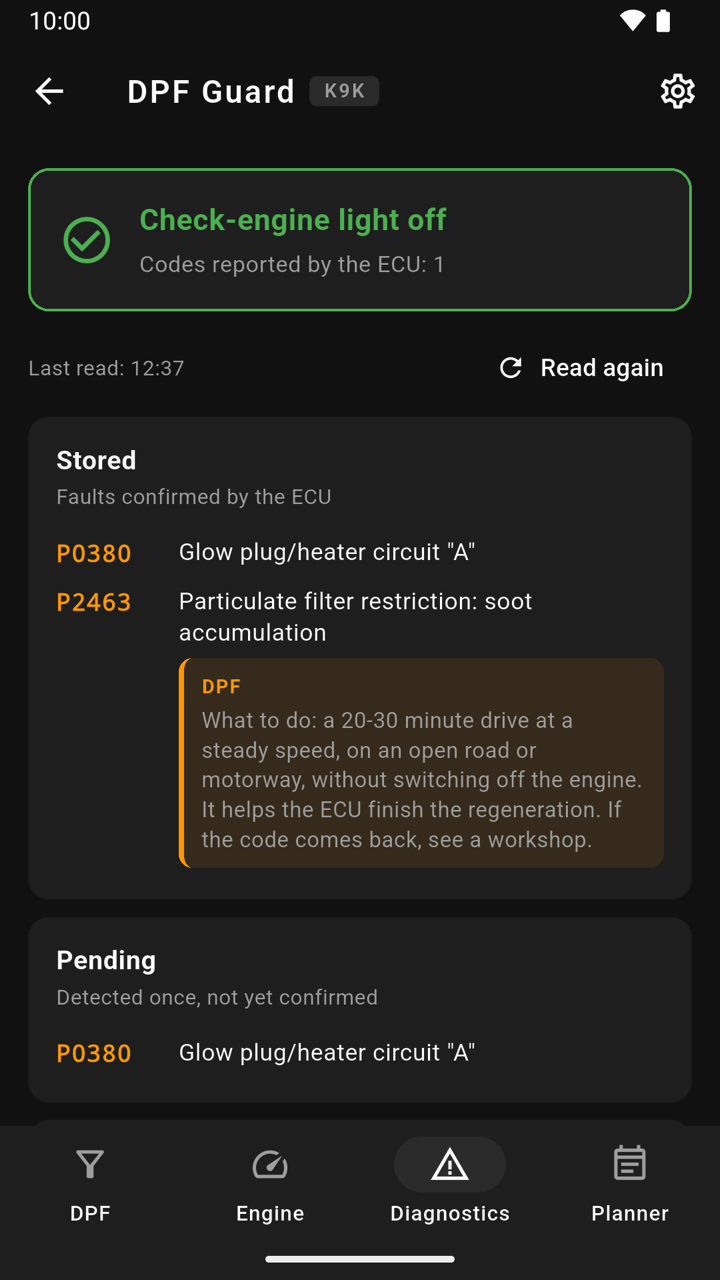 10:00
DPF Guard K9K
Check-engine light off
Codes reported by the ECU: 1
Last read: 12:37
Read again
Stored
Faults confirmed by the ECU
P0380 Glow plug/heater circuit "A"
P2463 Particulate filter restriction: soot
accumulation
DPF
What to do: a 20-30 minute drive at a
steady speed, on an open road or
motorway, without switching off the engine.
It helps the ECU finish the regeneration. If
the code comes back, see a workshop.
Pending
Detected once, not yet confirmed
P0380 Glow plug/heater circuit "A"
DPF
Engine
Diagnostics
Planner